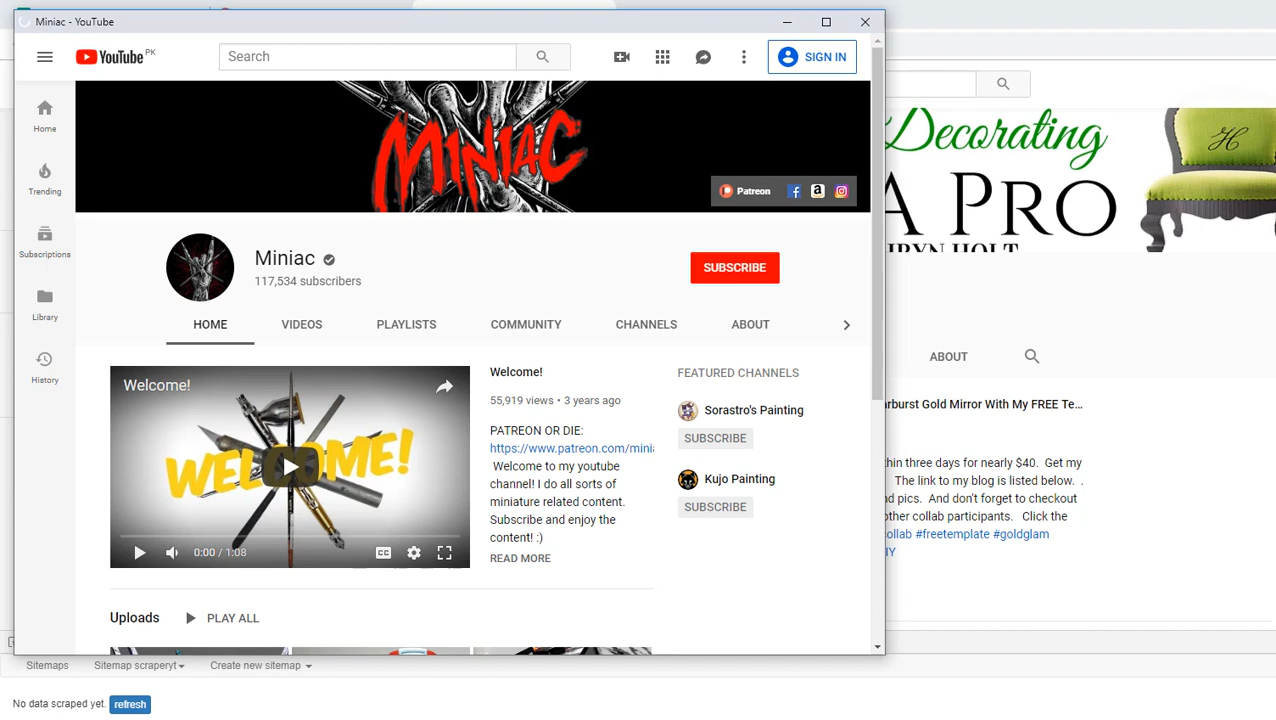 Miniac - YouTube
YouTube PK
Search
SIGN IN
MINIAC
Patreon
Home
Trending
Subscriptions
Library
History
Miniac
117,534 subscribers
SUBSCRIBE
HOME VIDEOS PLAYLISTS COMMUNITY CHANNELS ABOUT
Welcome!
WELCOME!
0:00 / 1:08
CC
Welcome!
55,919 views • 3 years ago
PATREON OR DIE:
https://www.patreon.com/mini
Welcome to my youtube
channel! I do all sorts of
miniature related content.
Subscribe and enjoy the
content! :)
READ MORE
FEATURED CHANNELS
Sorastro's Painting
SUBSCRIBE
Kujo Painting
SUBSCRIBE
Uploads PLAY ALL
Decorating
A PRO
H
ABOUT
Gold Mirror With My FREE Te...
three days for nearly $40. Get my
The link to my blog is listed below. .
pics. And don't forget to checkout
other collab participants. Click the
#freetemplate #goldglam
Sitemaps Sitemap scraperyt Create new sitemap
No data scraped yet. refresh